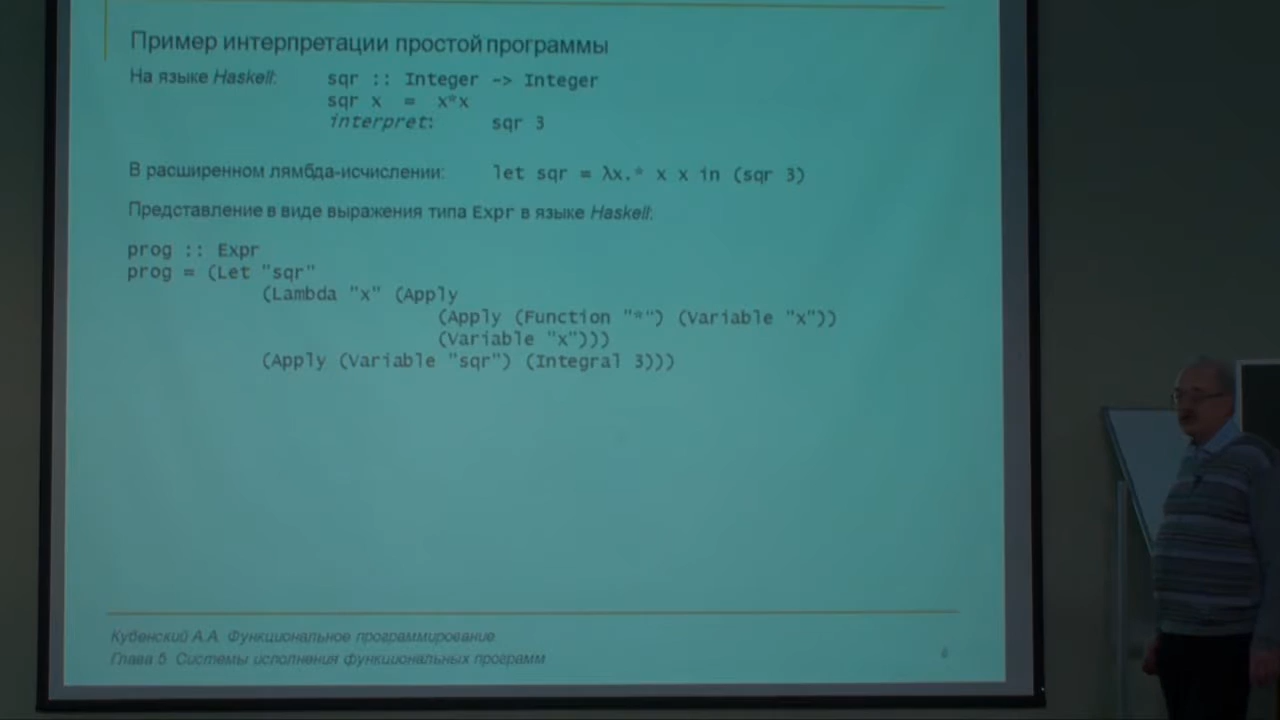 Пример интерпретации простой программы
На языке Haskell: sqr :: Integer -> Integer
sqr x = x*x
interpret: sqr 3
В расширенном лямбда-исчислении: let sqr = λx.* x x in (sqr 3)
Представление в виде выражения типа Expr в языке Haskell:
prog :: Expr
prog = (Let "sqr"
(Lambda "x" (Apply
(Apply (Function "*") (Variable "x"))
(Variable "x")))
(Apply (Variable "sqr") (Integral 3)))
Кубенский А.А. Функциональное программирование
Глава 5. Системы исполнения функциональных программ